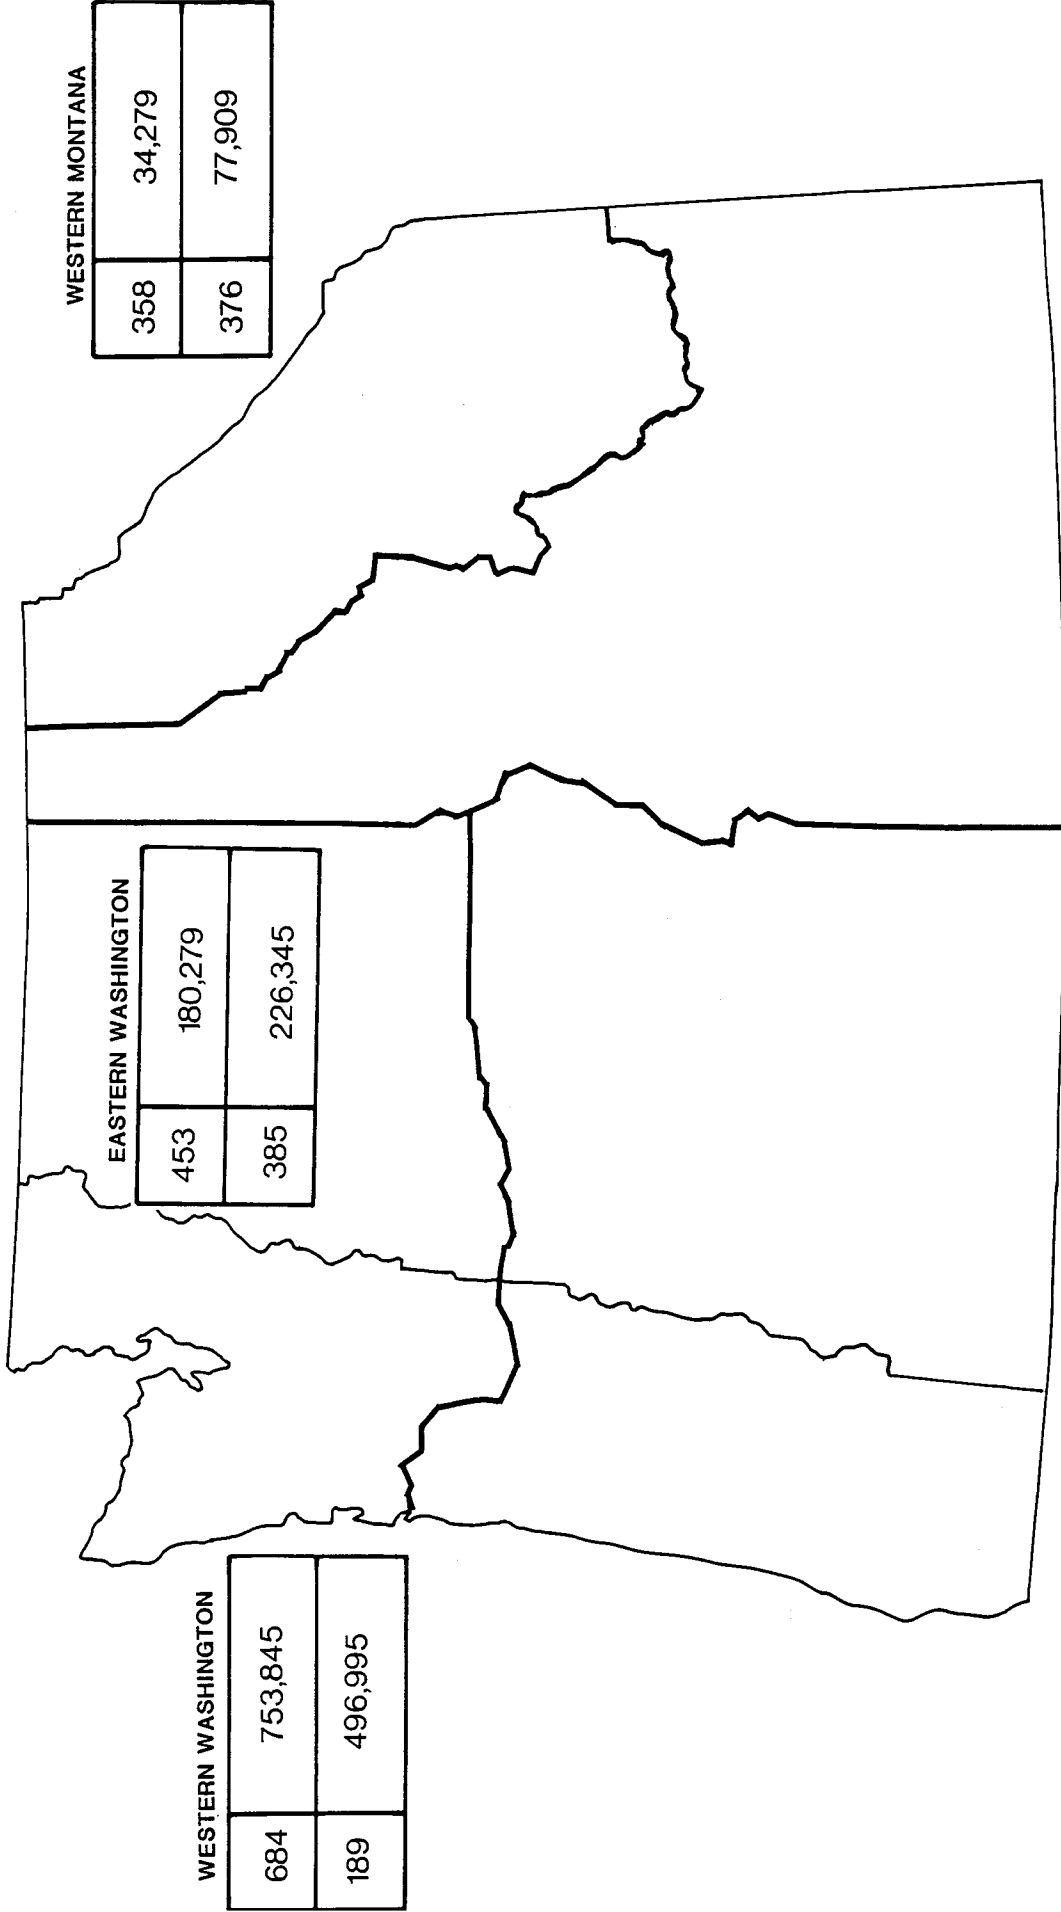 WESTERN WASHINGTON
684 753,845
189 496,995
EASTERN WASHINGTON
453 180,279
385 226,345
WESTERN MONTANA
358 34,279
376 77,909